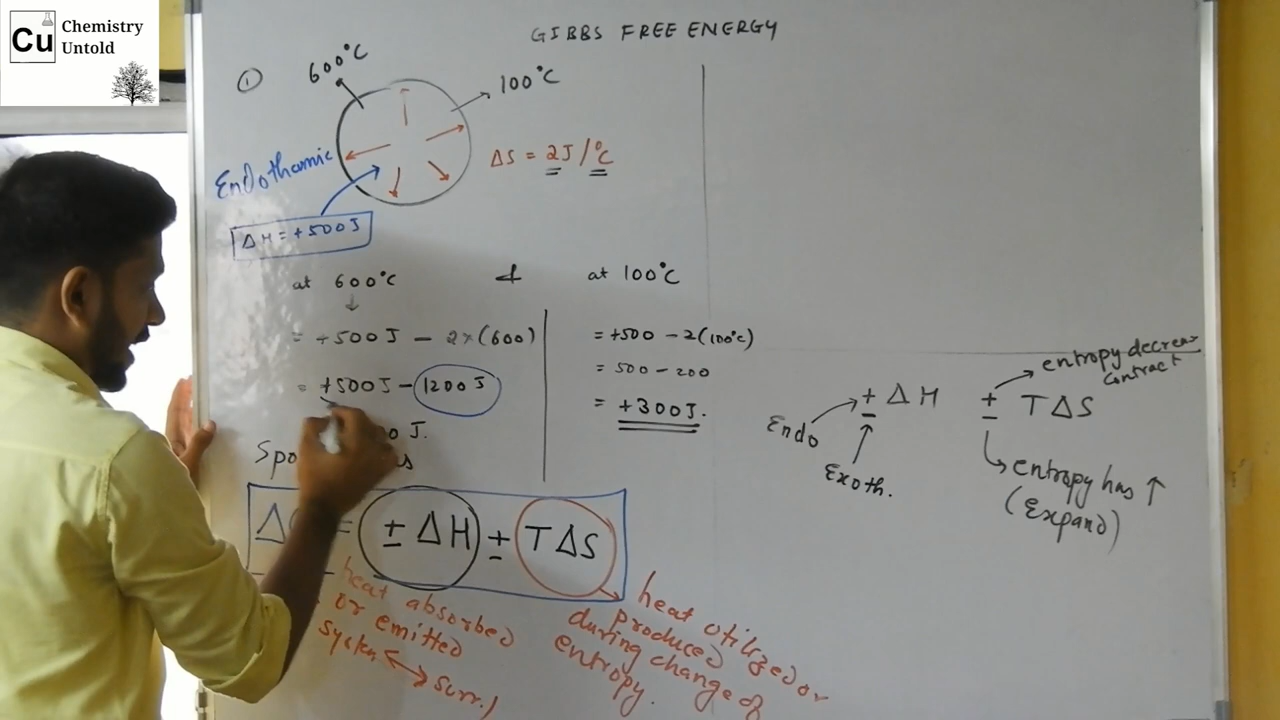 Cu Chemistry
Untold
GIBBS FREE ENERGY
①
600°C
100°C
Endothamic
ΔS = 2J/°C
ΔH = +500J
at 600°C & at 100°C
↓
= +500J - 2×(600)
= +500J - 1200J
J.
= +500 - 2(100°C)
= 500 - 200
= +300J.
± ΔH ± TΔS
entropy decreas
contract
Endo
Exoth.
entropy has ↑
(Expand)
Δ = ± ΔH ± TΔS
heat absorbed
or emitted
system ↔ surr.)
heat utilized or
produced
during change of
entropy.